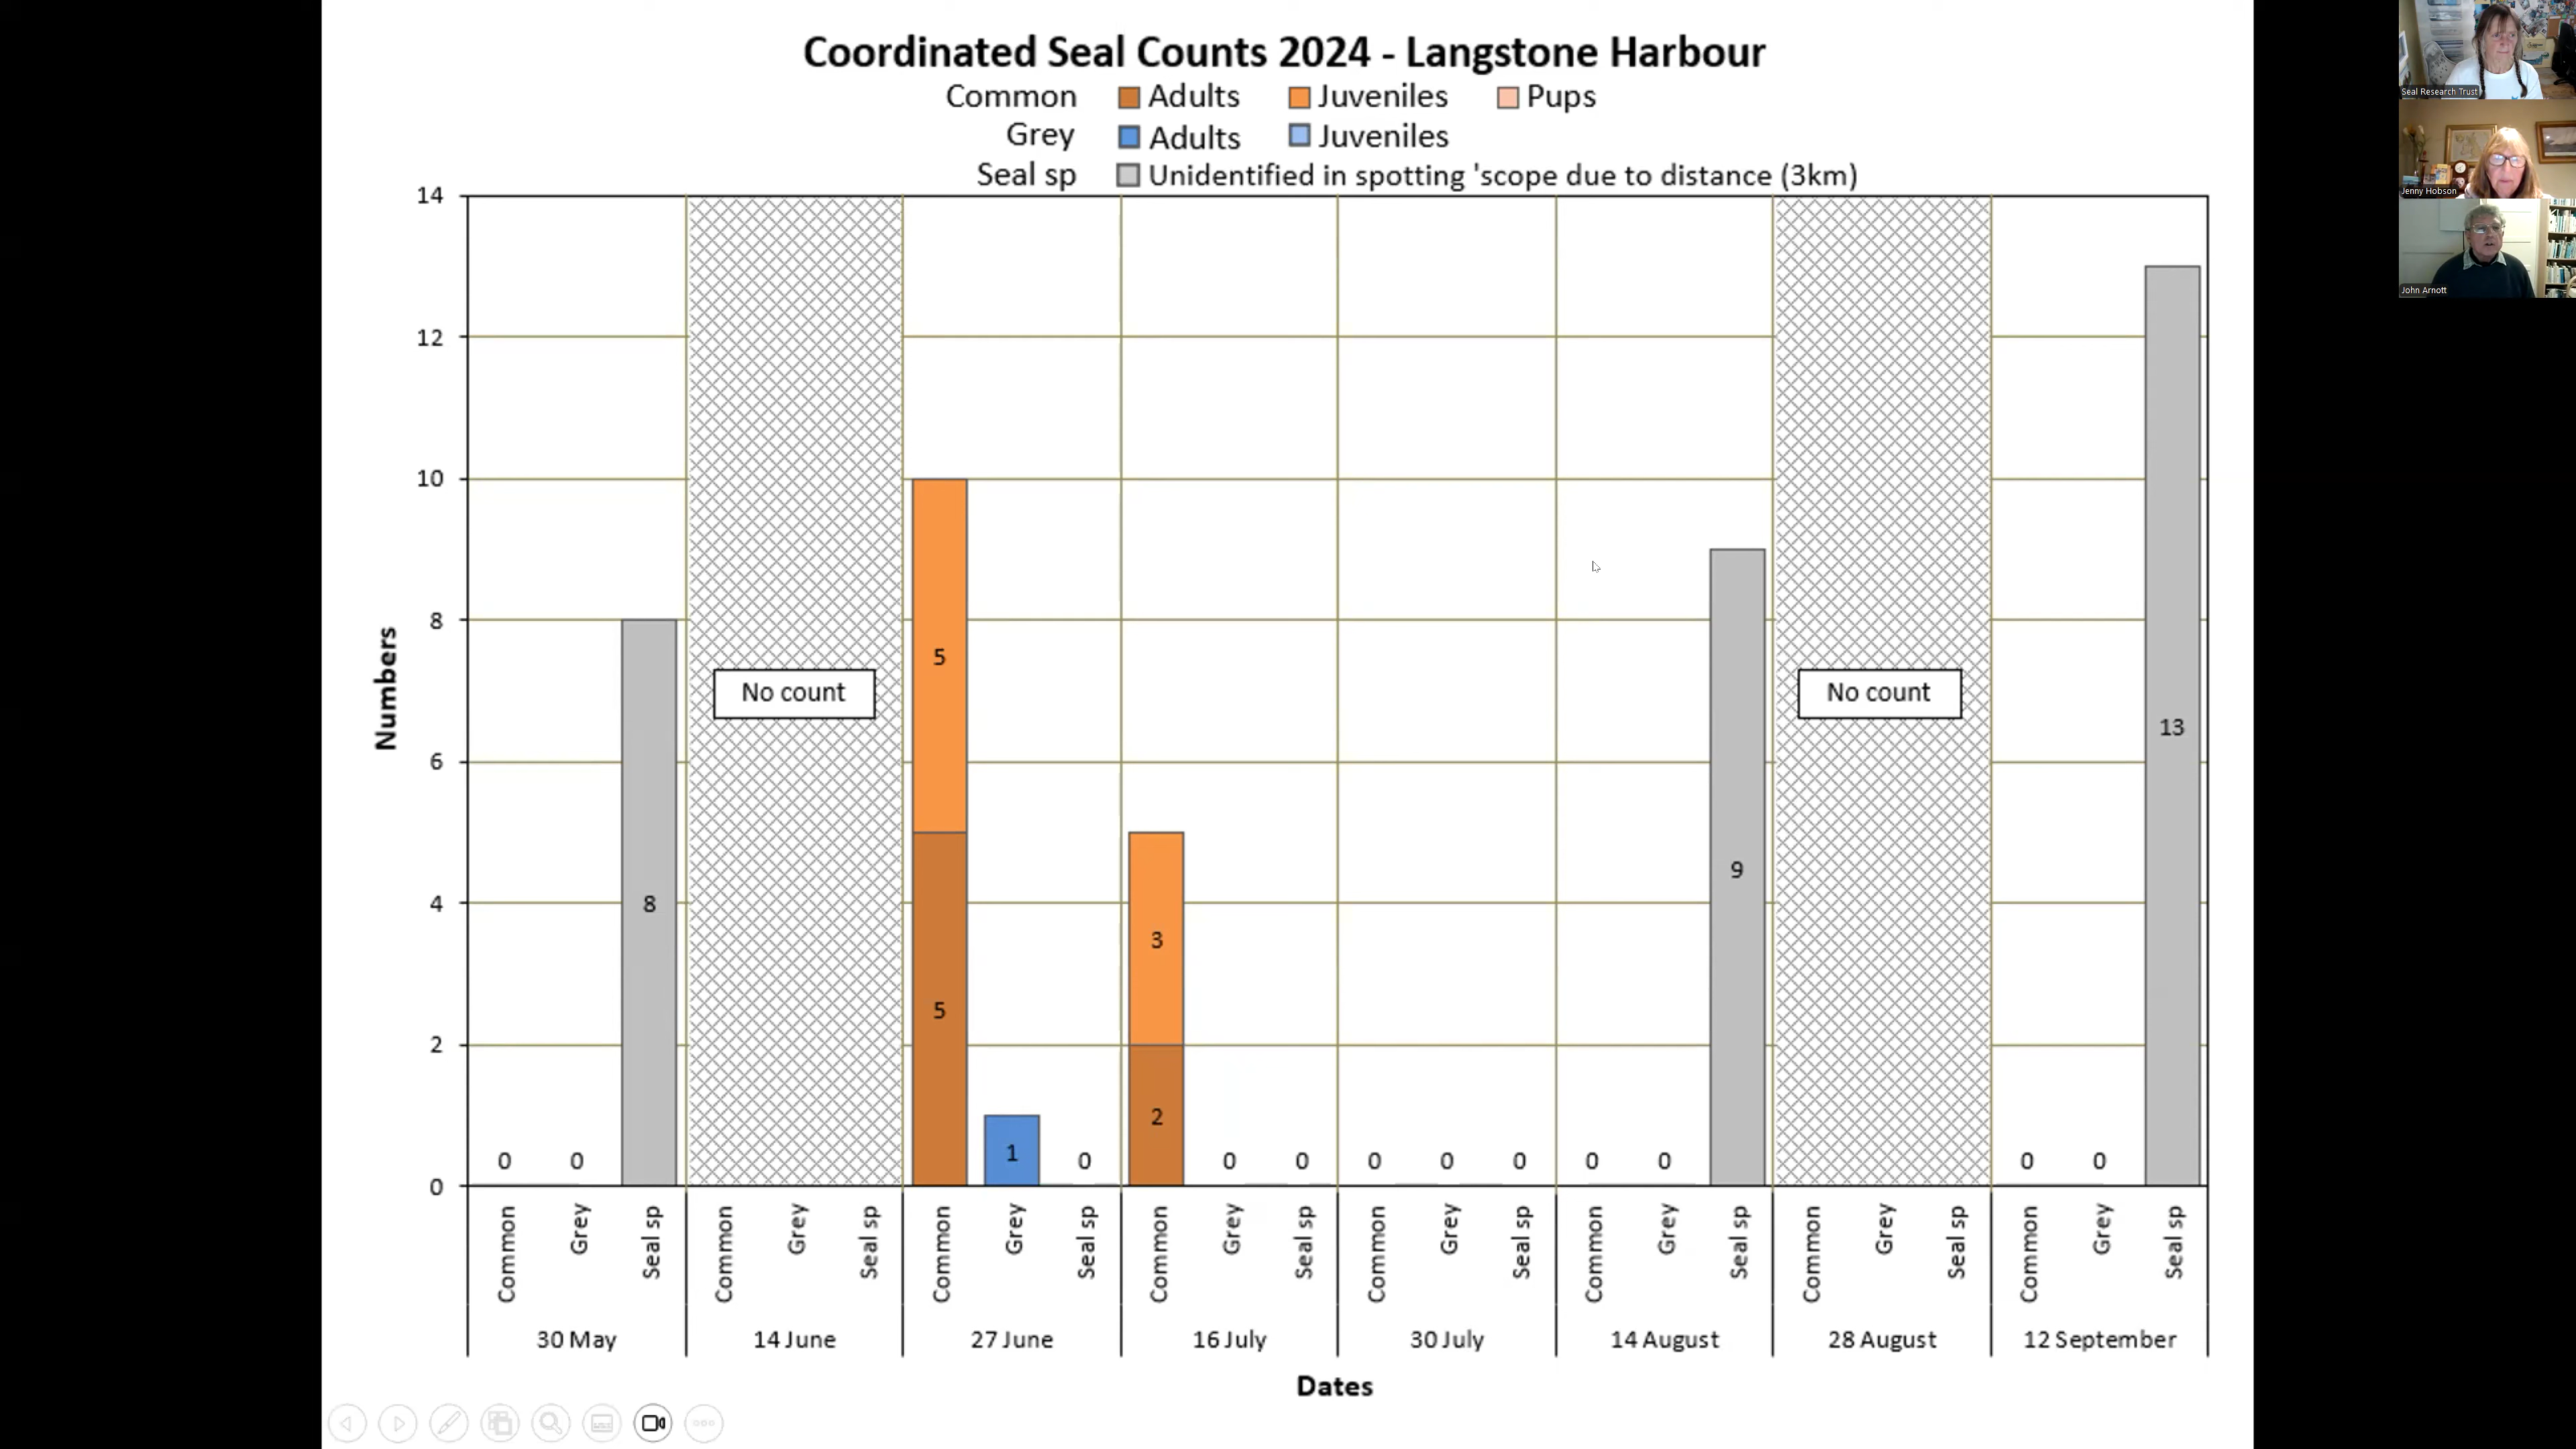 Coordinated Seal Counts 2024 - Langstone Harbour
Common Adults Juveniles Pups
Grey Adults Juveniles
Seal sp Unidentified in spotting 'scope due to distance (3km)
Seal Research Trust
Jenny Hobson
John Arnott
Numbers
14
12
10
8
6
4
2
0
0 0 8
No count
5
5
1
0
3
2
0 0
0 0 0
0 0 9
No count
0 0 13
Common Grey Seal sp Common Grey Seal sp Common Grey Seal sp Common Grey Seal sp Common Grey Seal sp Common Grey Seal sp Common Grey Seal sp Common Grey Seal sp
30 May 14 June 27 June 16 July 30 July 14 August 28 August 12 September
Dates